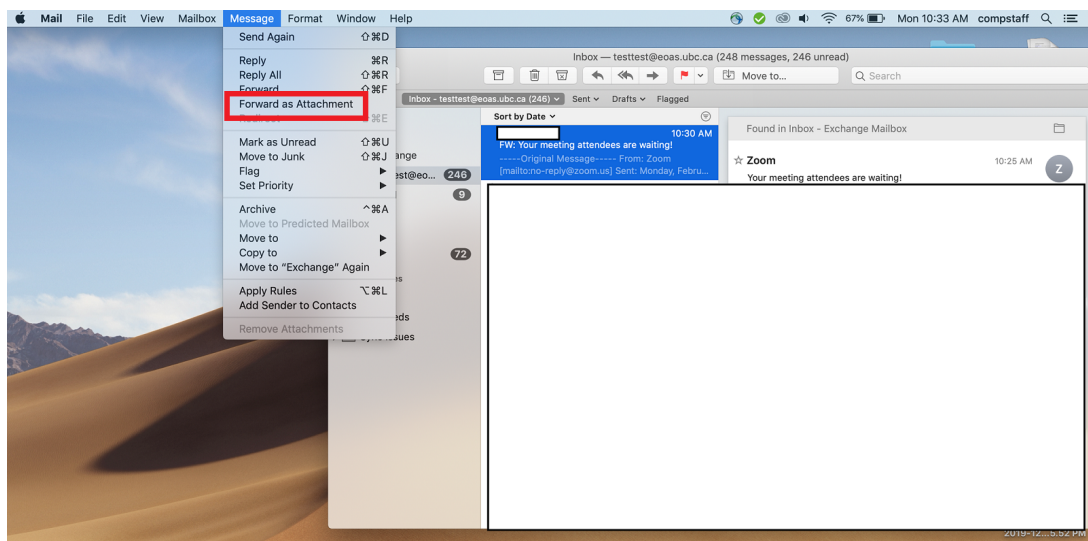 Mail File Edit View Mailbox Message Format Window Help 67% Mon 10:33 AM compstaff
Send Again ⇧⌘D
Reply ⌘R
Reply All ⇧⌘R
Forward ⇧⌘F
Forward as Attachment
⌘E
Mark as Unread ⇧⌘U
Move to Junk ⇧⌘J
Flag
Set Priority
Archive ^⌘A
Move to Predicted Mailbox
Move to
Copy to
Move to “Exchange” Again
Apply Rules ⌥⌘L
Add Sender to Contacts
Remove Attachments
Inbox — testtest@eoas.ubc.ca (248 messages, 246 unread)
Move to...
Search
Inbox - testtest@eoas.ubc.ca (246) Sent Drafts Flagged
246
9
72
Sort by Date
10:30 AM
FW: Your meeting attendees are waiting!
-----Original Message----- From: Zoom
[mailto:no-reply@zoom.us] Sent: Monday, Febru...
Found in Inbox - Exchange Mailbox
Zoom 10:25 AM
Z
Your meeting attendees are waiting!
2019-12...5.52 PM